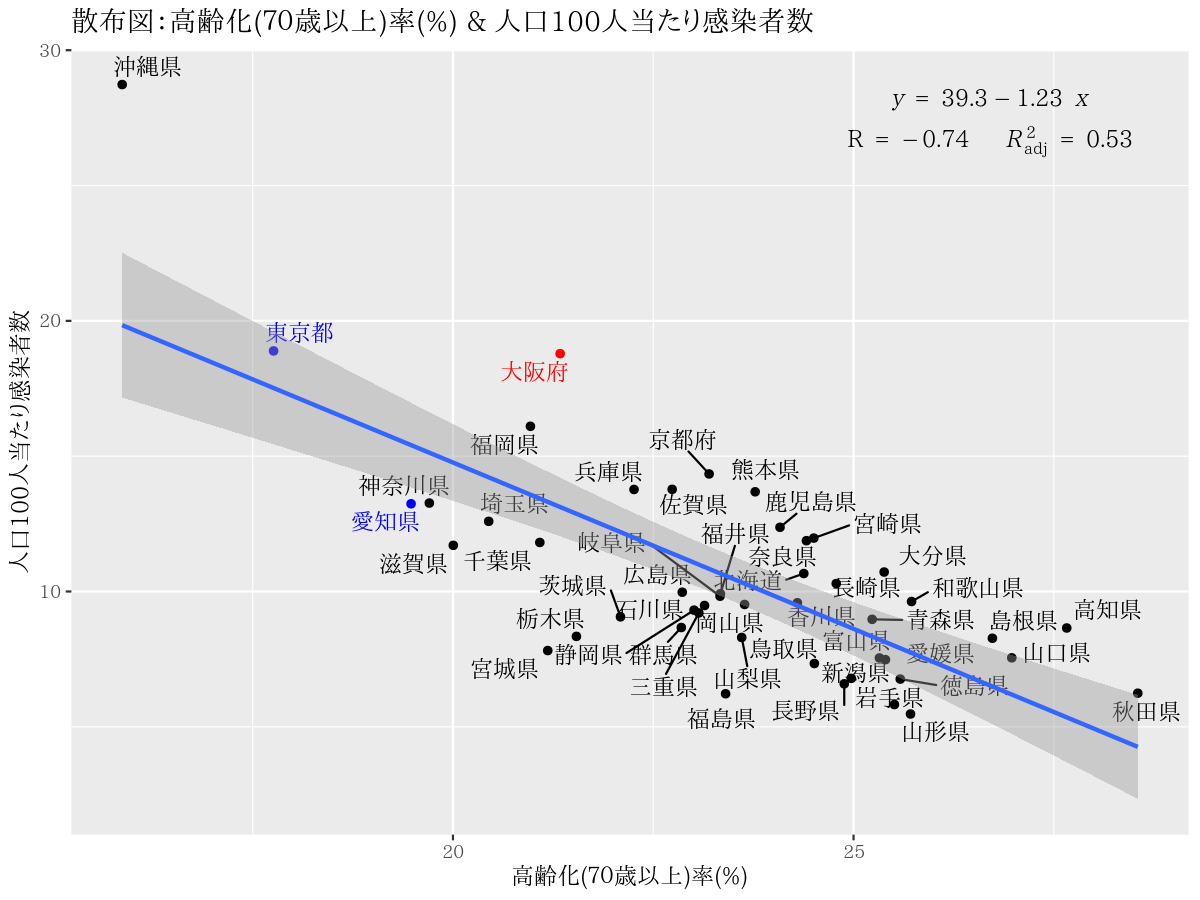 散布図：高齢化(70歳以上)率(%) & 人口100人当たり感染者数
30
沖縄県
y = 39.3 − 1.23 x
R = −0.74 R²adj = 0.53
20
東京都
大阪府
福岡県
京都府
兵庫県
熊本県
神奈川県
埼玉県
佐賀県
鹿児島県
愛知県
宮崎県
福井県
岐阜県
滋賀県
千葉県
奈良県
大分県
広島県
北海道
茨城県
長崎県
和歌山県
10
石川県
高知県
栃木県
岡山県
香川県
青森県
島根県
富山県
鳥取県
愛媛県
山口県
静岡県
群馬県
宮城県
新潟県
三重県
山梨県
徳島県
岩手県
長野県
福島県
秋田県
山形県
20
25
高齢化(70歳以上)率(%)
人口100人当たり感染者数